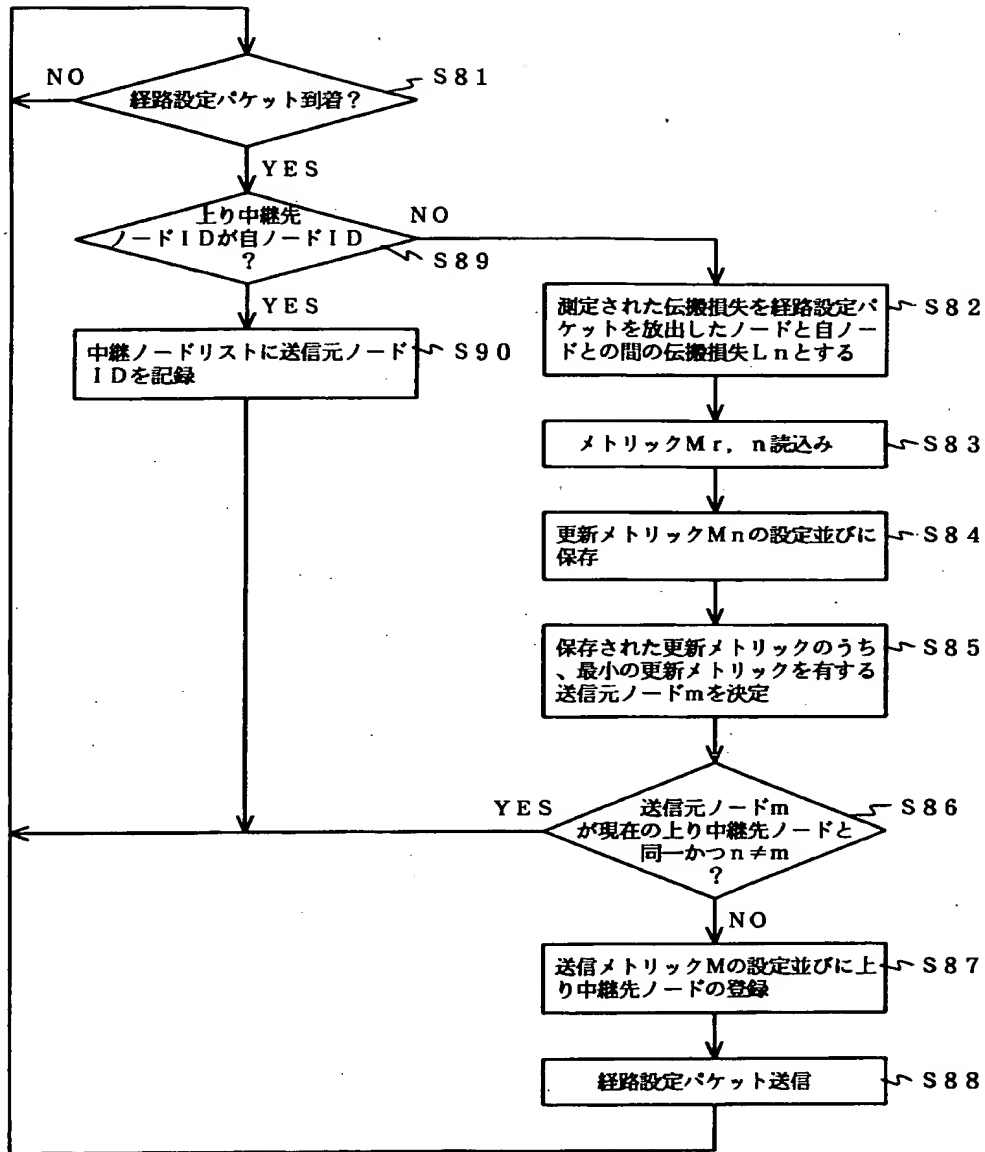 NO
S81
経路設定パケット到着?
YES
上り中継先
ノードIDが自ノードID
?
NO
S89
YES
中継ノードリストに送信元ノード
IDを記録
S90
測定された伝搬損失を経路設定パ
ケットを放出したノードと自ノー
ドとの間の伝搬損失Lnとする
S82
メトリックMr, n読込み
S83
更新メトリックMnの設定並びに
保存
S84
保存された更新メトリックのうち
、最小の更新メトリックを有する
送信元ノードmを決定
S85
YES
送信元ノードm
が現在の上り中継先ノードと
同一かつn≠m
?
S86
NO
送信メトリックMの設定並びに上
り中継先ノードの登録
S87
経路設定パケット送信
S88